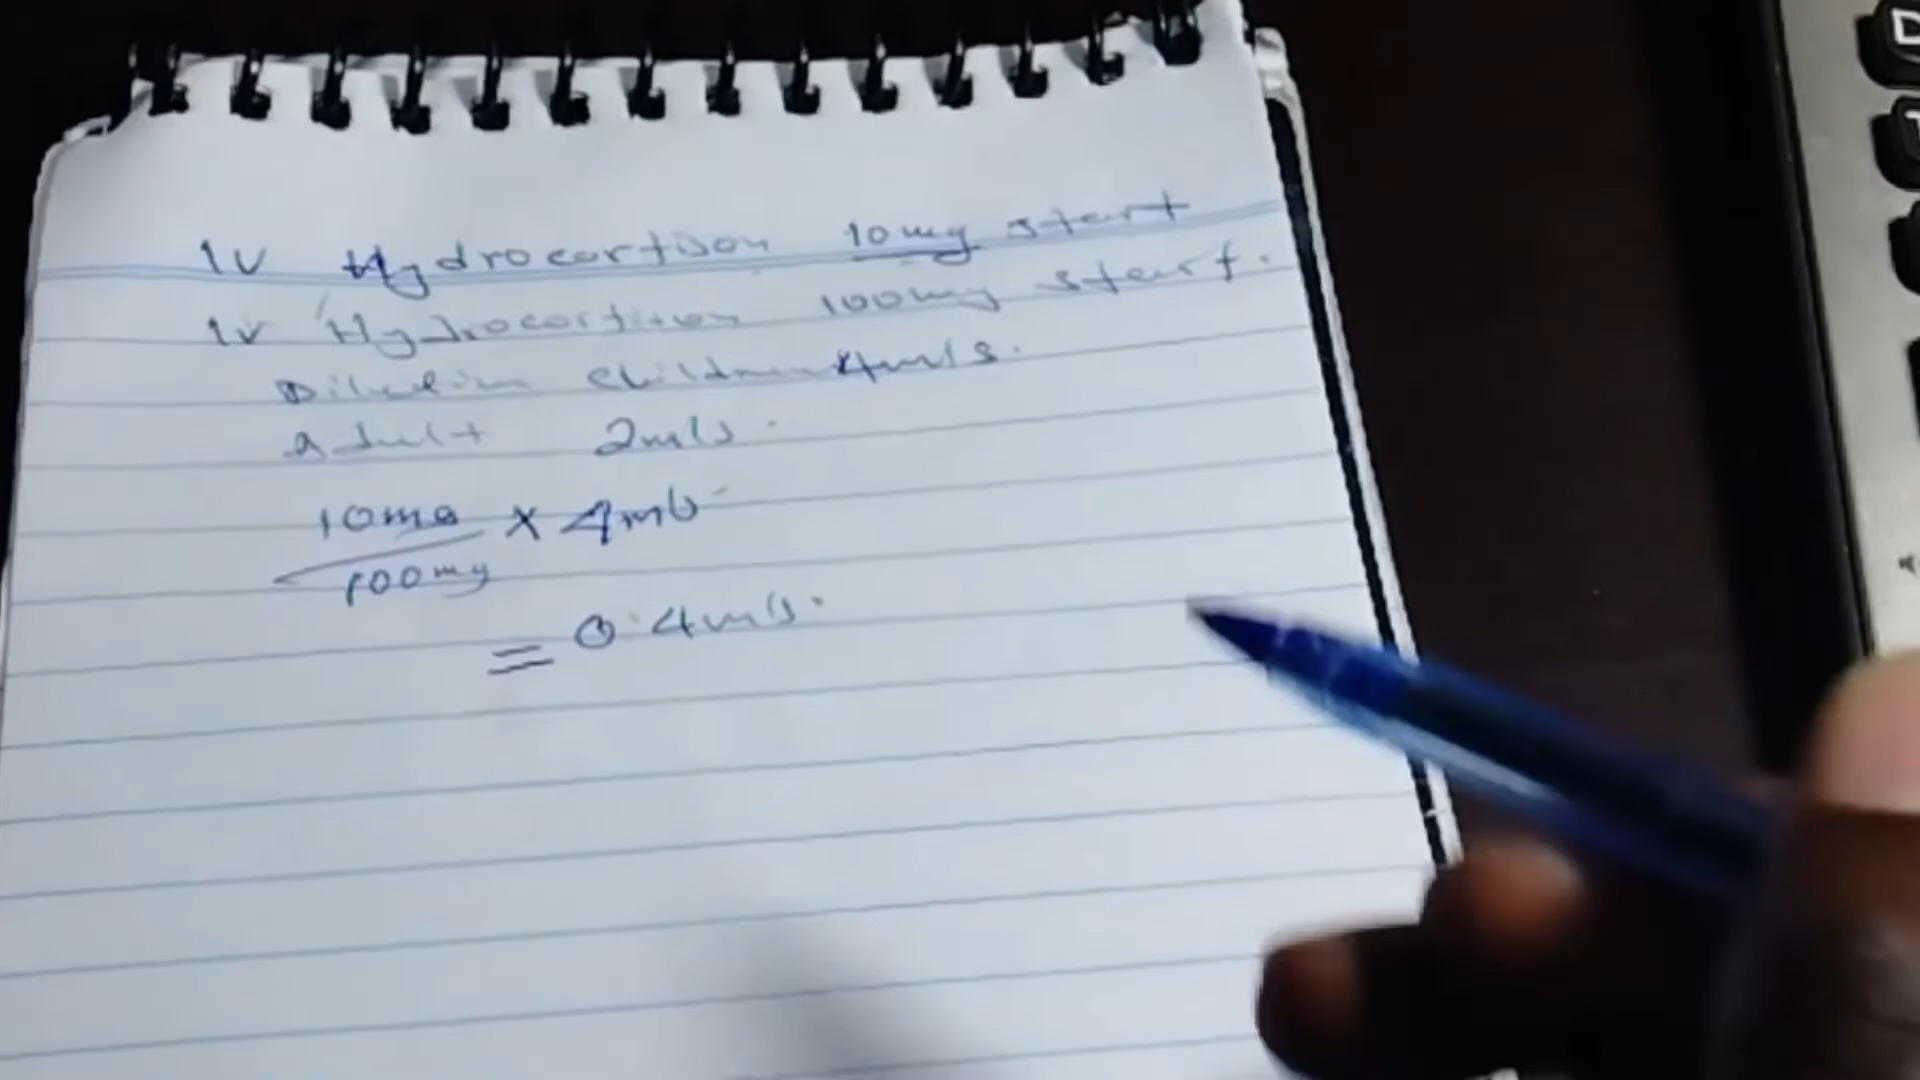 IV Hydrocortison 10mg start
IV Hydrocortison 100mg start.
Dilution Children 4mls.
adult 2mls.
10mg × 4mls
100mg
= 0.4mls.
D